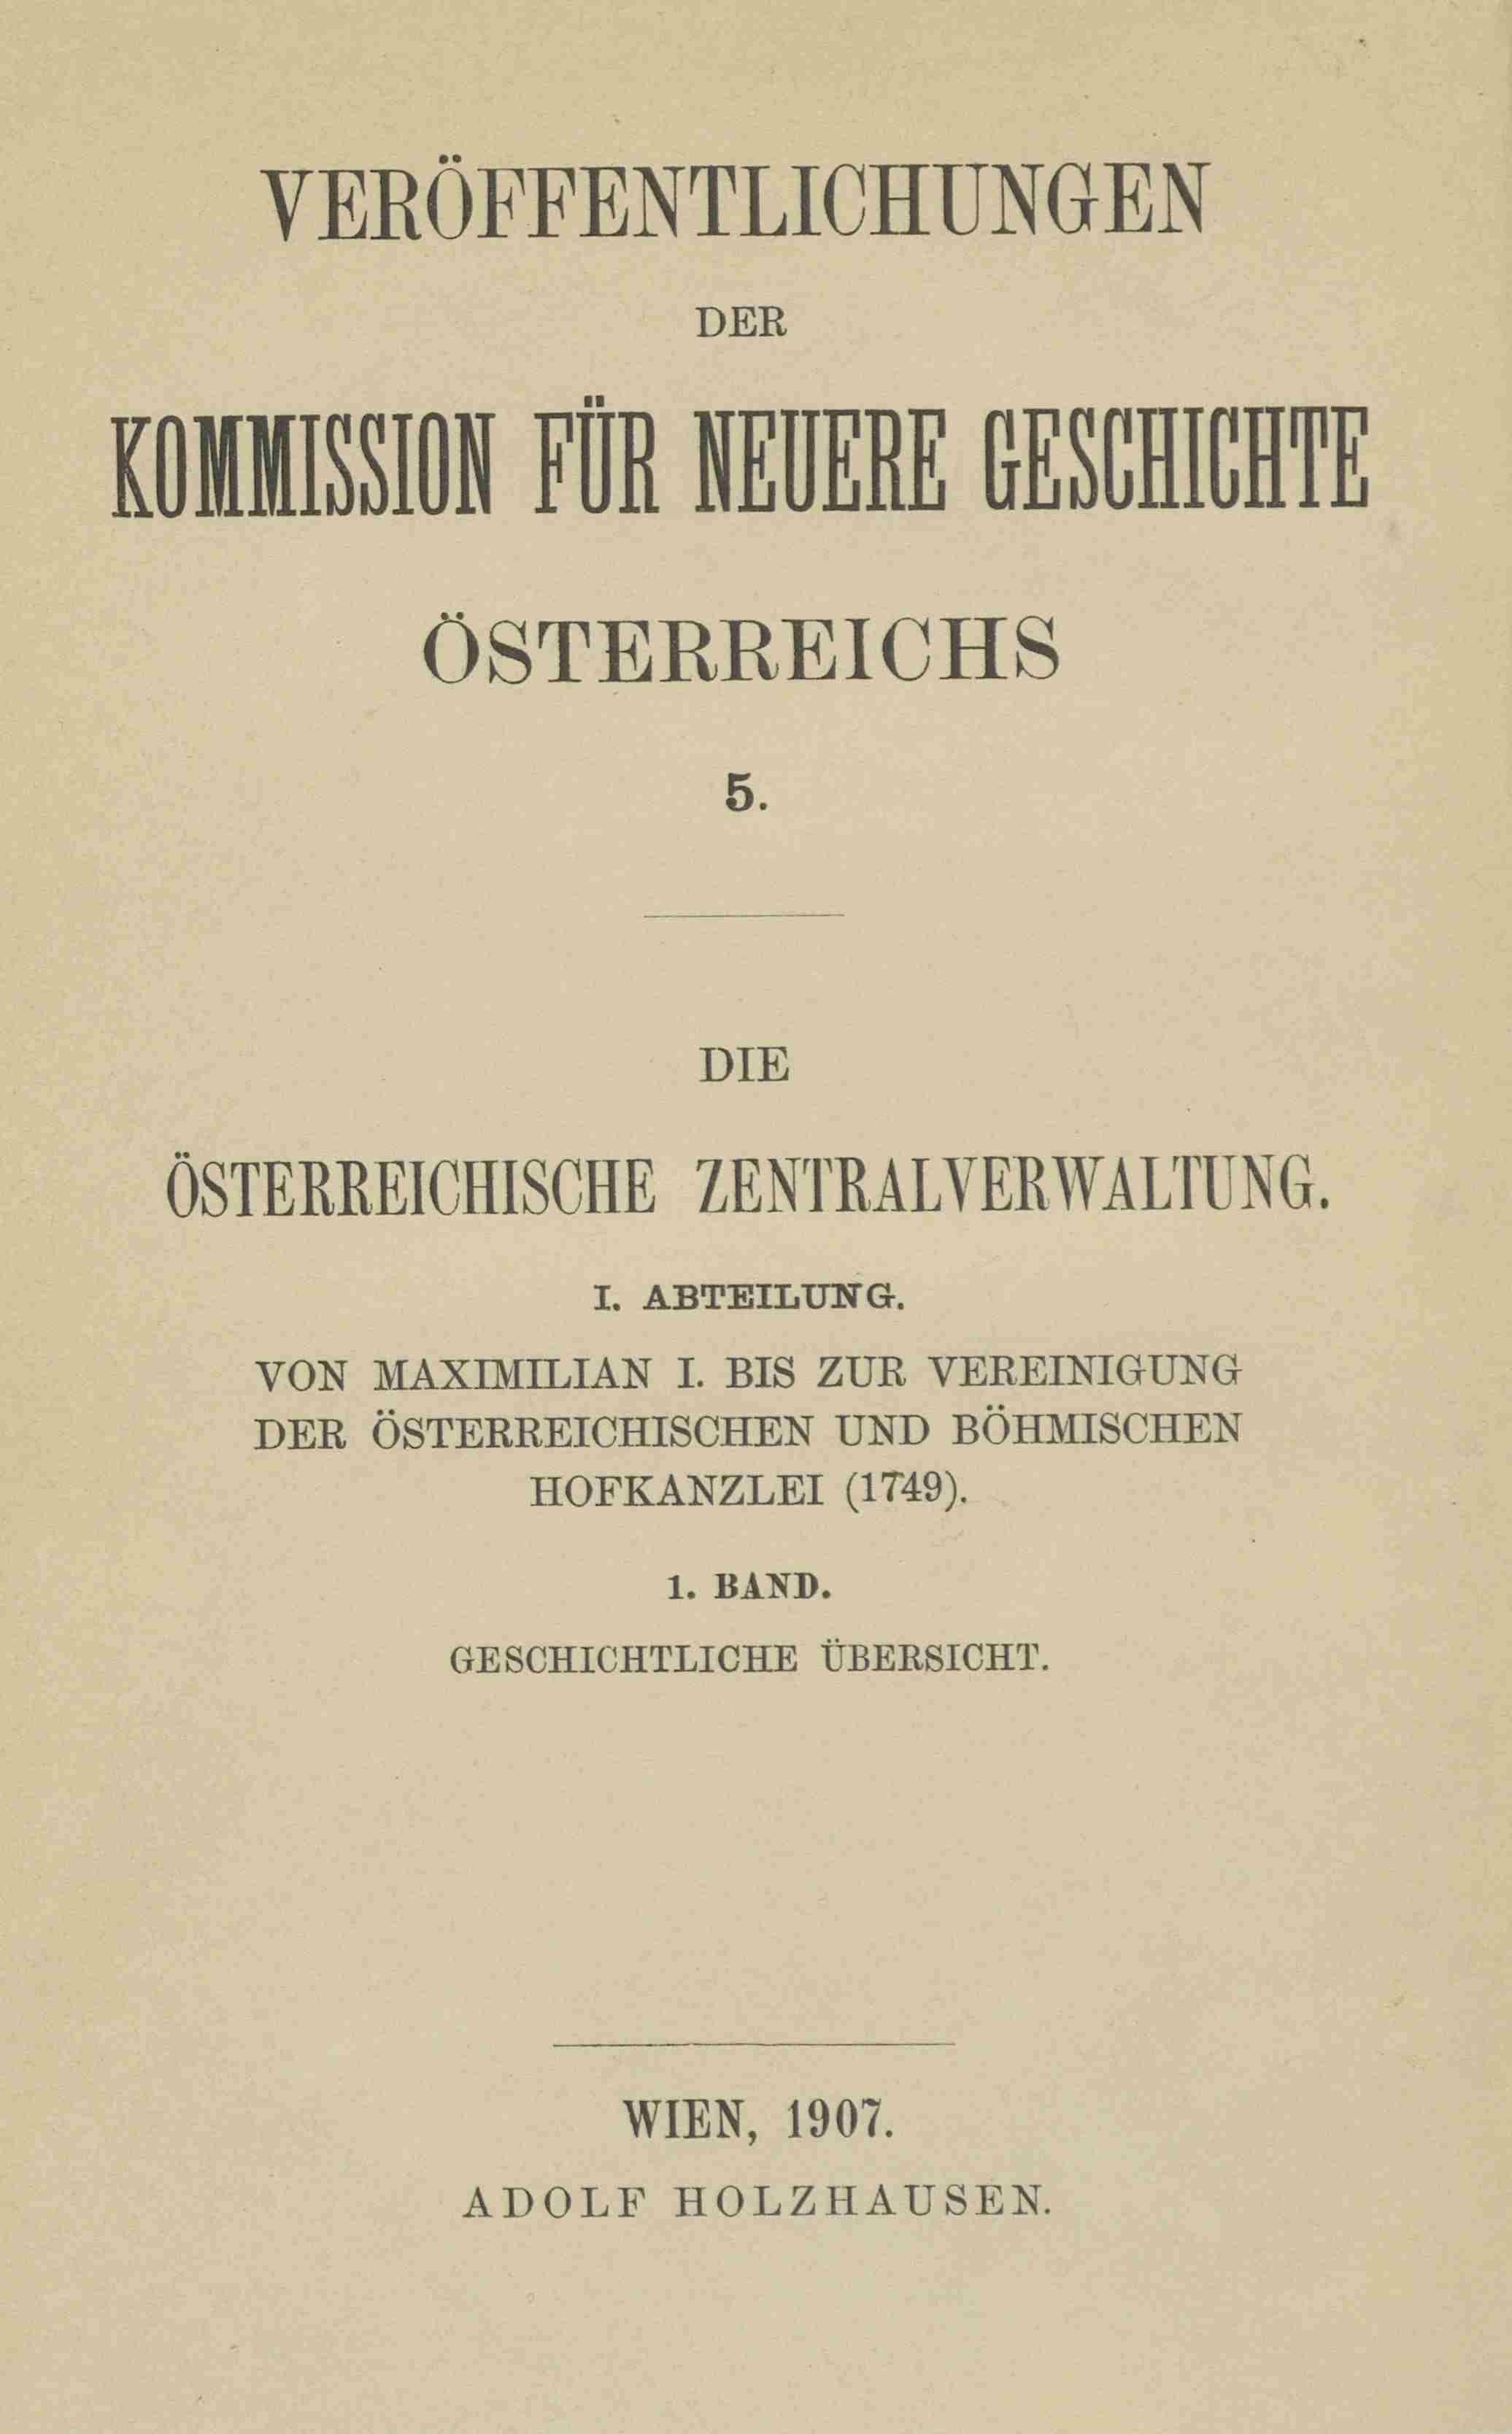 VERÖFFENTLICHUNGEN
DER
KOMMISSION FÜR NEUERE GESCHICHTE
ÖSTERREICHS
5.
DIE
ÖSTERREICHISCHE ZENTRALVERWALTUNG.
I. ABTEILUNG.
VON MAXIMILIAN I. BIS ZUR VEREINIGUNG
DER ÖSTERREICHISCHEN UND BÖHMISCHEN
HOFKANZLEI (1749).
1. BAND.
GESCHICHTLICHE ÜBERSICHT.
WIEN, 1907.
ADOLF HOLZHAUSEN.